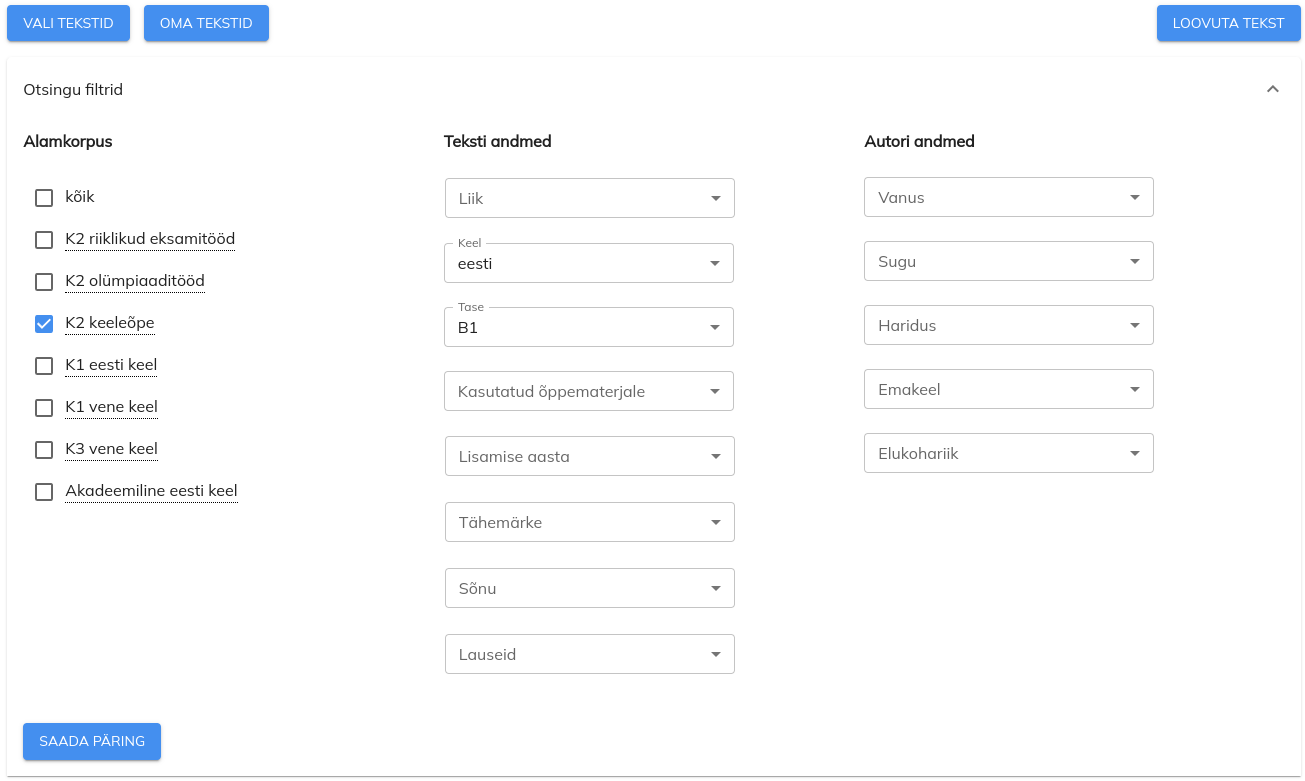 VALI TEKSTID
OMA TEKSTID
LOOVUTA TEKST
Otsingu filtrid
Alamkorpus
kõik
K2 riiklikud eksamitööd
K2 olümpiaaditööd
K2 keeleõpe
K1 eesti keel
K1 vene keel
K3 vene keel
Akadeemiline eesti keel
Teksti andmed
Liik
Keel
eesti
Tase
B1
Kasutatud õppematerjale
Lisamise aasta
Tähemärke
Sõnu
Lauseid
Autori andmed
Vanus
Sugu
Haridus
Emakeel
Elukohariik
SAADA PÄRING